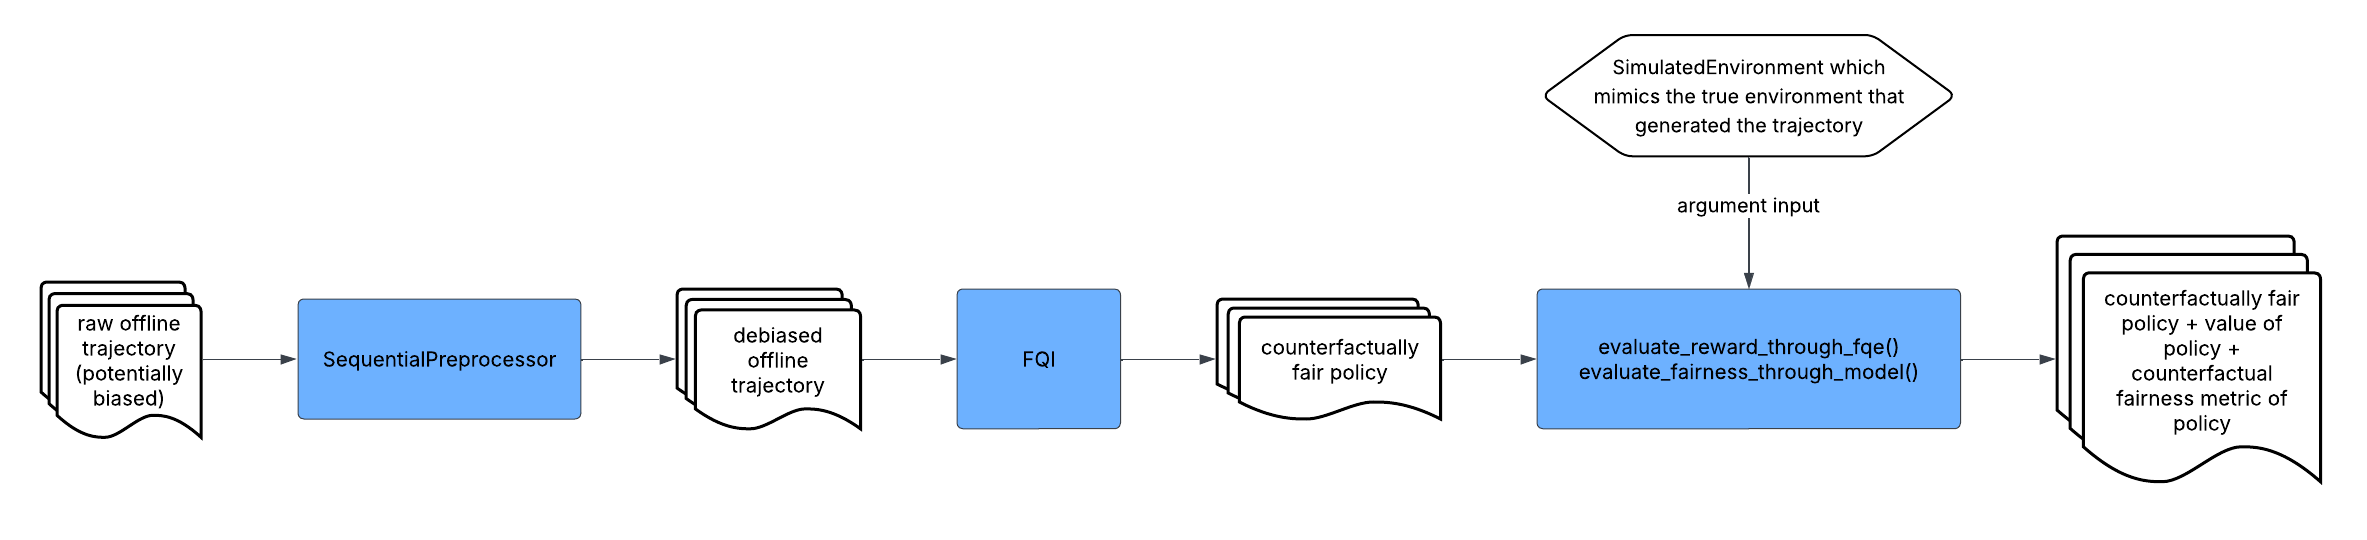 SimulatedEnvironment which
mimics the true environment that
generated the trajectory
argument input
raw offline
trajectory
(potentially
biased)
SequentialPreprocessor
debiased
offline
trajectory
FQI
counterfactually
fair policy
evaluate_reward_through_fqe()
evaluate_fairness_through_model()
counterfactually fair
policy + value of
policy +
counterfactual
fairness metric of
policy